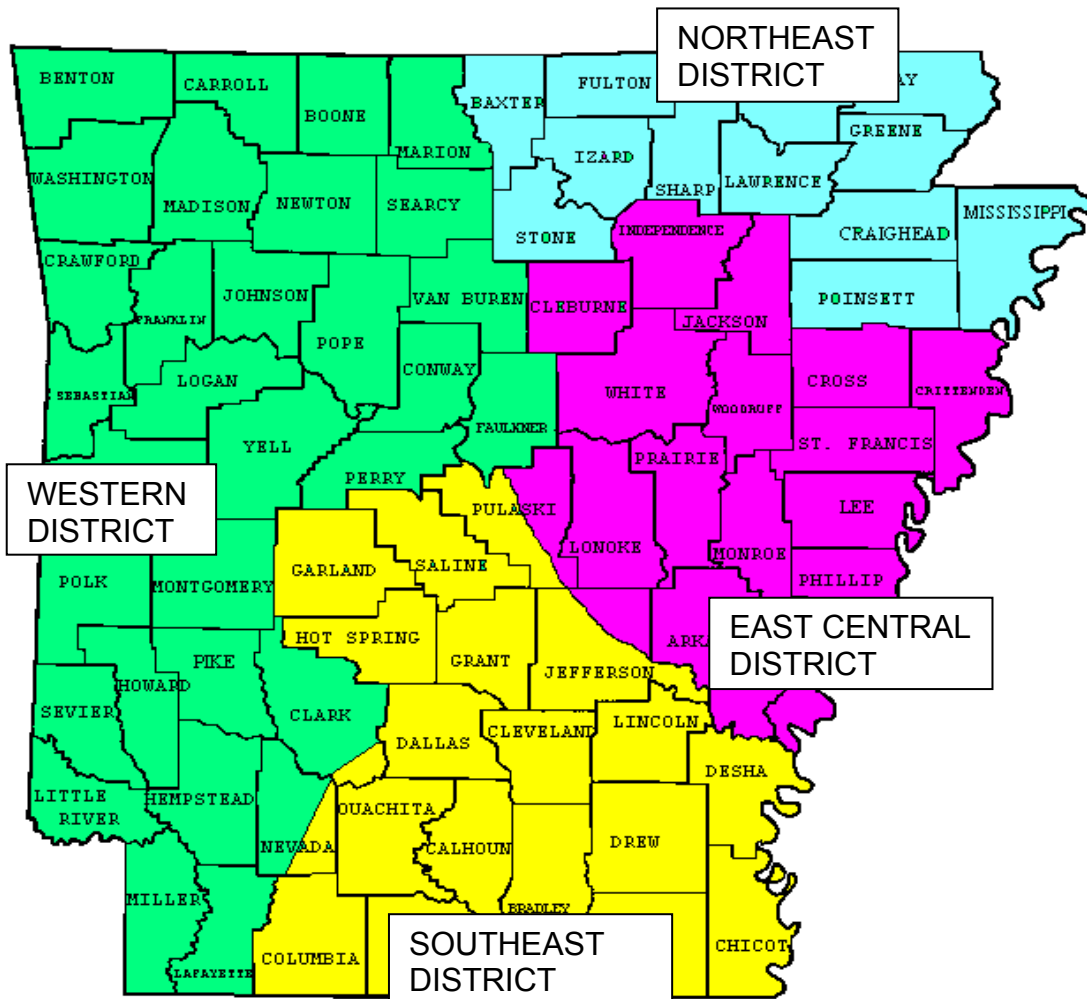 NORTHEAST
DISTRICT
BENTON
CARROLL
BOONE
MARION
BAXTER
FULTON
AY
GREENE
IZARD
SHARP
LAWRENCE
WASHINGTON
MADISON
NEWTON
SEARCY
STONE
INDEPENDENCE
CRAIGHEAD
MISSISSIPPI
CRAWFORD
FRANKLIN
JOHNSON
POPE
VAN BUREN
CLEBURNE
JACKSON
POINSETT
SEBASTIAN
LOGAN
CONWAY
WHITE
WOODRUFF
CROSS
CRITTENDEN
YELL
FAULKNER
PERRY
PRAIRIE
ST. FRANCIS
WESTERN
DISTRICT
PULASKI
LONOKE
MONROE
LEE
POLK
MONTGOMERY
GARLAND
SALINE
PHILLIP
HOT SPRING
GRANT
JEFFERSON
ARKA
EAST CENTRAL
DISTRICT
SEVIER
HOWARD
PIKE
CLARK
DALLAS
CLEVELAND
LINCOLN
DESHA
LITTLE
RIVER
HEMPSTEAD
NEVADA
OUACHITA
CALHOUN
DREW
MILLER
LAFAYETTE
COLUMBIA
BRADLEY
CHICOT
SOUTHEAST
DISTRICT